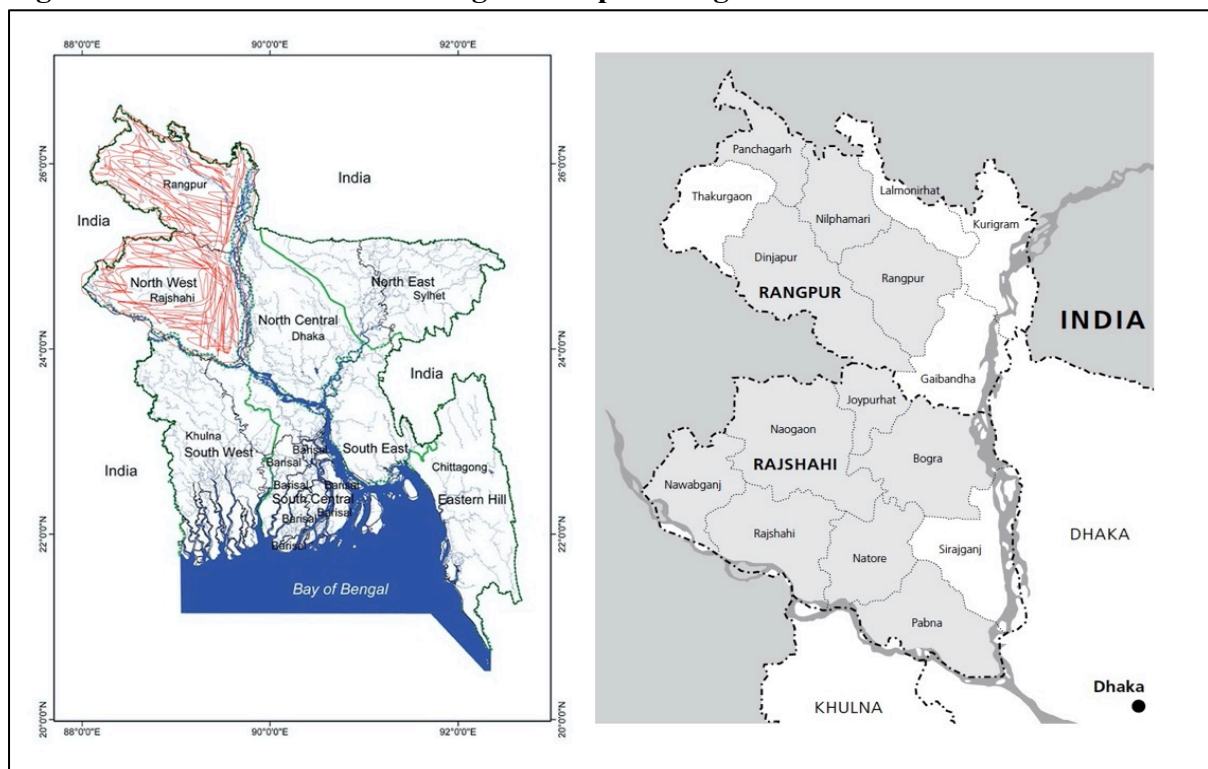 88°0'0"E 90°0'0"E 92°0'0"E
26°0'0"N
26°0'0"N
Rangpur
India
India
North West
Rajshahi
North East
Sylhet
North Central
Dhaka
24°0'0"N
24°0'0"N
India
Khulna
South West
Barisal
Barisal
South East
Chittagong
India
Barisal
Barisal
South Central
Eastern Hill
Barisal
Barisal
Barisal
22°0'0"N
22°0'0"N
Bay of Bengal
20°0'0"N
20°0'0"N
88°0'0"E 90°0'0"E 92°0'0"E
Panchagarh
Thakurgaon
Lalmonirhat
Nilphamari
Kurigram
Dinjapur
Rangpur
RANGPUR
INDIA
Gaibandha
Joypurhat
Naogaon
RAJSHAHI
Bogra
Nawabganj
Rajshahi
Natore
Sirajganj
DHAKA
Pabna
Dhaka
KHULNA